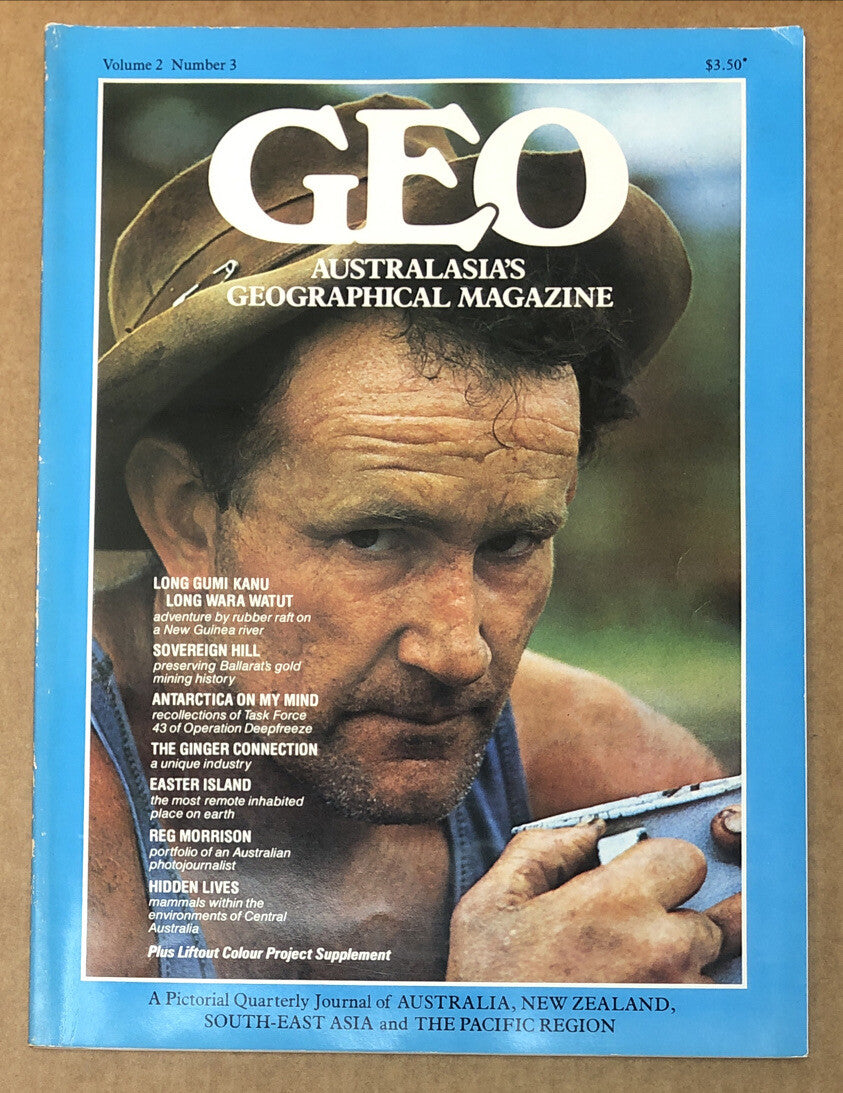 Volume 2 Number 3
$3.50*
GEO
AUSTRALASIA'S
GEOGRAPHICAL MAGAZINE
LONG GUMI KANU
LONG WARA WATUT
adventure by rubber raft on
a New Guinea river
SOVEREIGN HILL
preserving Ballarat's gold
mining history
ANTARCTICA ON MY MIND
recollections of Task Force
43 of Operation Deepfreeze
THE GINGER CONNECTION
a unique industry
EASTER ISLAND
the most remote inhabited
place on earth
REG MORRISON
portfolio of an Australian
photojournalist
HIDDEN LIVES
mammals within the
environments of Central
Australia
Plus Liftout Colour Project Supplement
A Pictorial Quarterly Journal of AUSTRALIA, NEW ZEALAND,
SOUTH-EAST ASIA and THE PACIFIC REGION